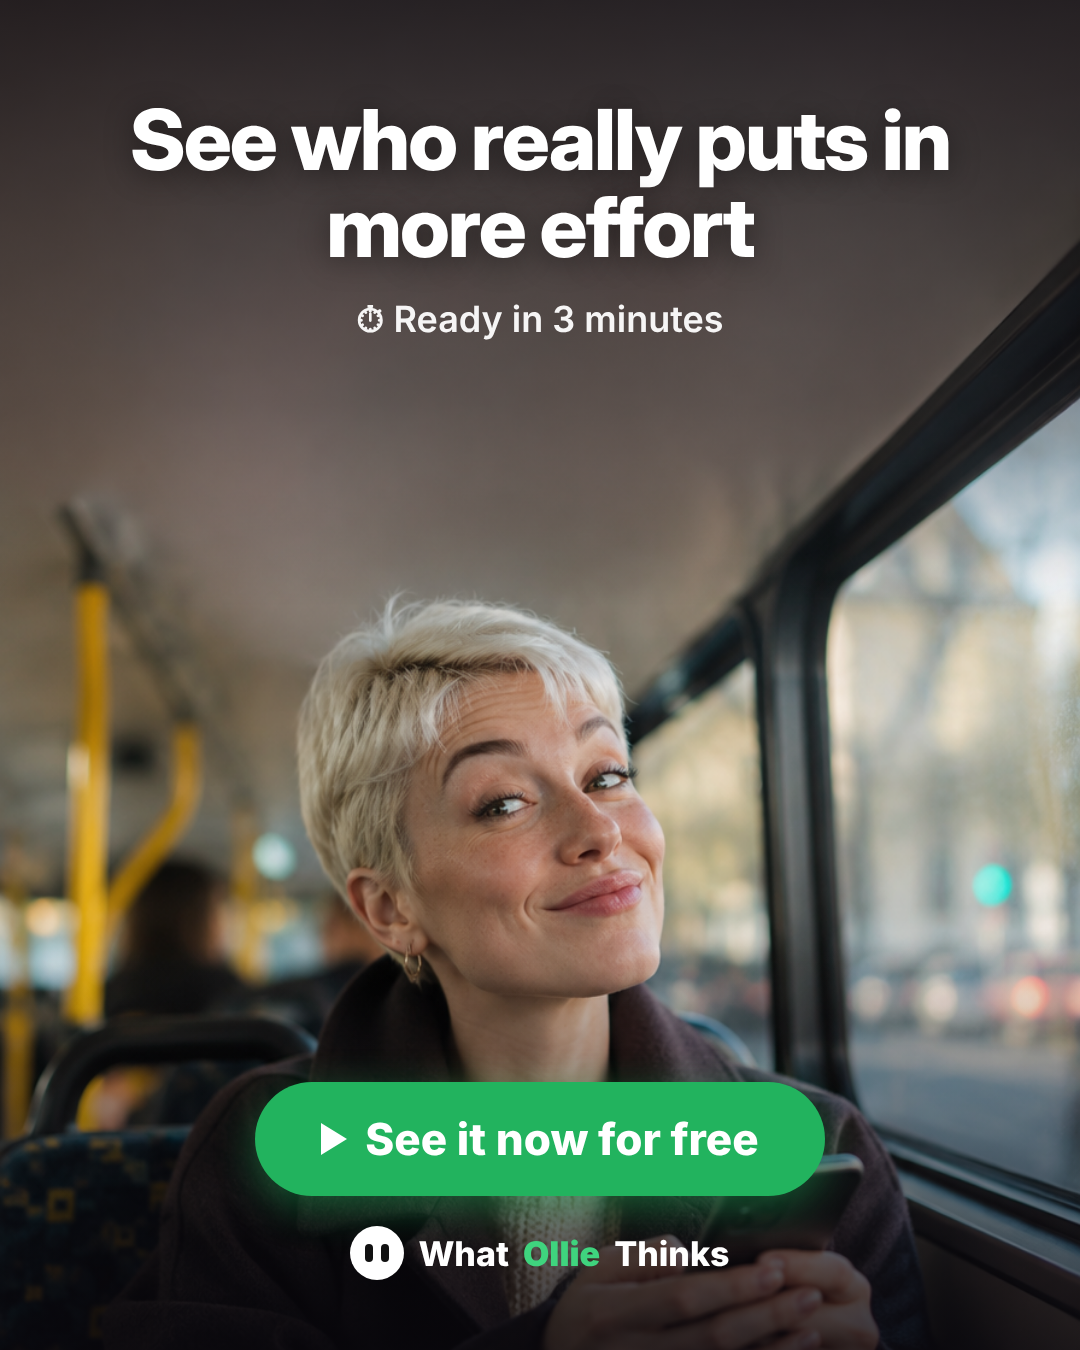 See who really puts in
more effort
⏱ Ready in 3 minutes
▶ See it now for free
What Ollie Thinks